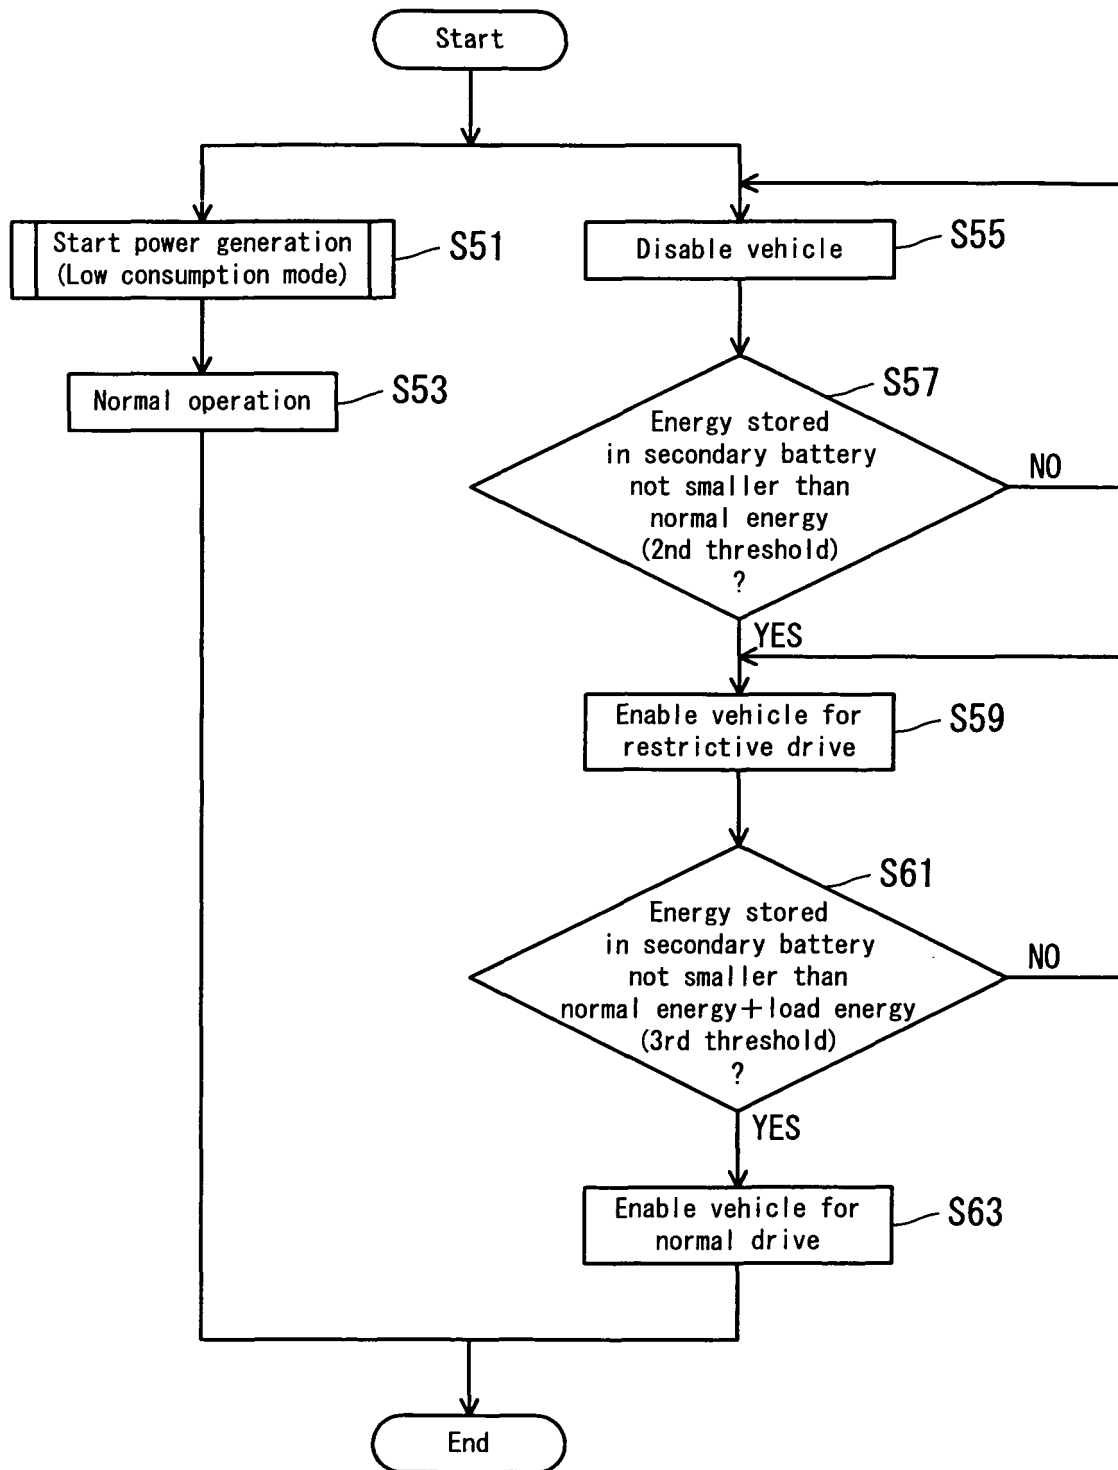 Start
Start power generation
(Low consumption mode)
S51
Disable vehicle
S55
Normal operation
S53
S57
Energy stored
in secondary battery
not smaller than
normal energy
(2nd threshold)
?
NO
YES
Enable vehicle for
restrictive drive
S59
S61
Energy stored
in secondary battery
not smaller than
normal energy+load energy
(3rd threshold)
?
NO
YES
Enable vehicle for
normal drive
S63
End